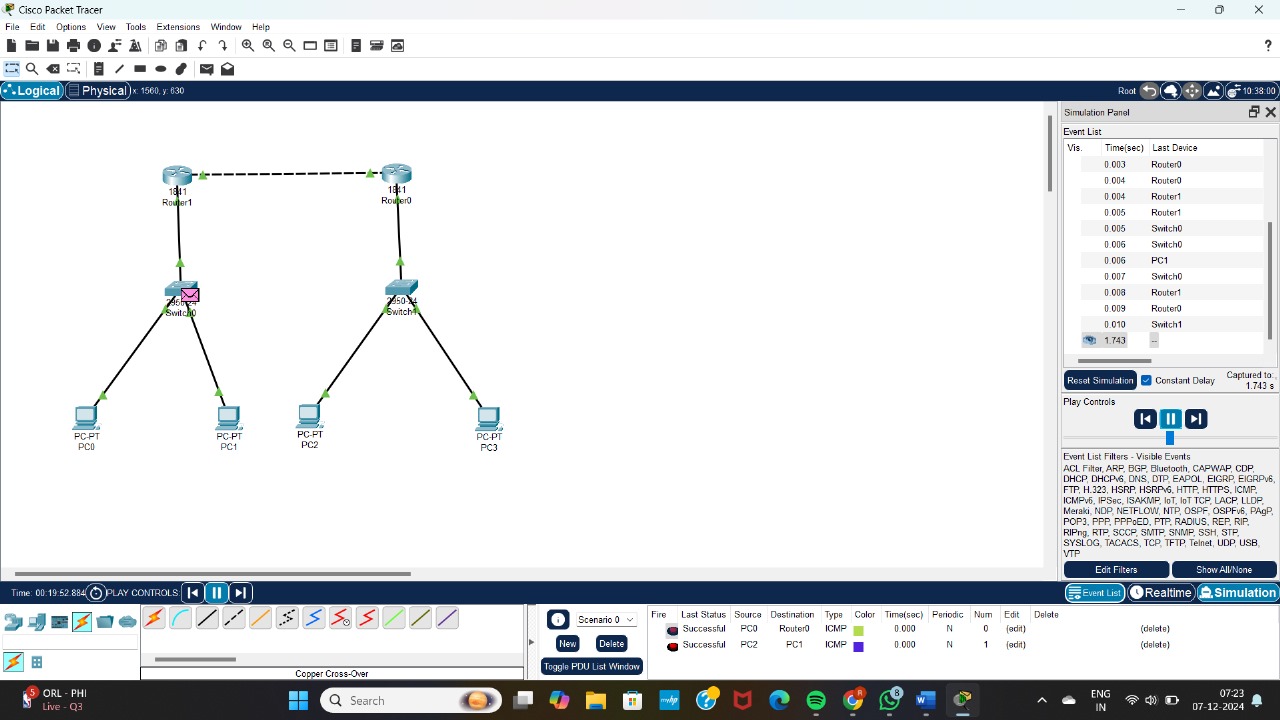 Cisco Packet Tracer
File Edit Options View Tools Extensions Window Help
?
Logical Physical x: 1560, y: 630 Root 10:38:00
1841
Router1
1841
Router0
2950-24
Switch0
2950-24
Switch1
PC-PT
PC0
PC-PT
PC1
PC-PT
PC2
PC-PT
PC3
Simulation Panel
Event List
Vis. Time(sec) Last Device
0.003 Router0
0.004 Router0
0.004 Router1
0.005 Router1
0.005 Switch0
0.006 Switch0
0.006 PC1
0.007 Switch0
0.008 Router1
0.009 Router0
0.010 Switch1
1.743 --
Reset Simulation Constant Delay Captured to:
1.743 s
Play Controls
Event List Filters - Visible Events
ACL Filter, ARP, BGP, Bluetooth, CAPWAP, CDP,
DHCP, DHCPv6, DNS, DTP, EAPOL, EIGRP, EIGRPv6,
FTP, H.323, HSRP, HSRPv6, HTTP, HTTPS, ICMP,
ICMPv6, IPSec, ISAKMP, IoT, IoT TCP, LACP, LLDP,
Meraki, NDP, NETFLOW, NTP, OSPF, OSPFv6, PAgP,
POP3, PPP, PPPoED, PTP, RADIUS, REP, RIP,
RIPng, RTP, SCCP, SMTP, SNMP, SSH, STP,
SYSLOG, TACACS, TCP, TFTP, Telnet, UDP, USB,
VTP
Edit Filters Show All/None
Time: 00:19:52.884 PLAY CONTROLS: Event List Realtime Simulation
Scenario 0
New Delete
Toggle PDU List Window
Fire Last Status Source Destination Type Color Time(sec) Periodic Num Edit Delete
Successful PC0 Router0 ICMP 0.000 N 0 (edit) (delete)
Successful PC2 PC1 ICMP 0.000 N 1 (edit) (delete)
Copper Cross-Over
5 ORL - PHI
Live - Q3
Search
8
ENG
IN
07:23
07-12-2024